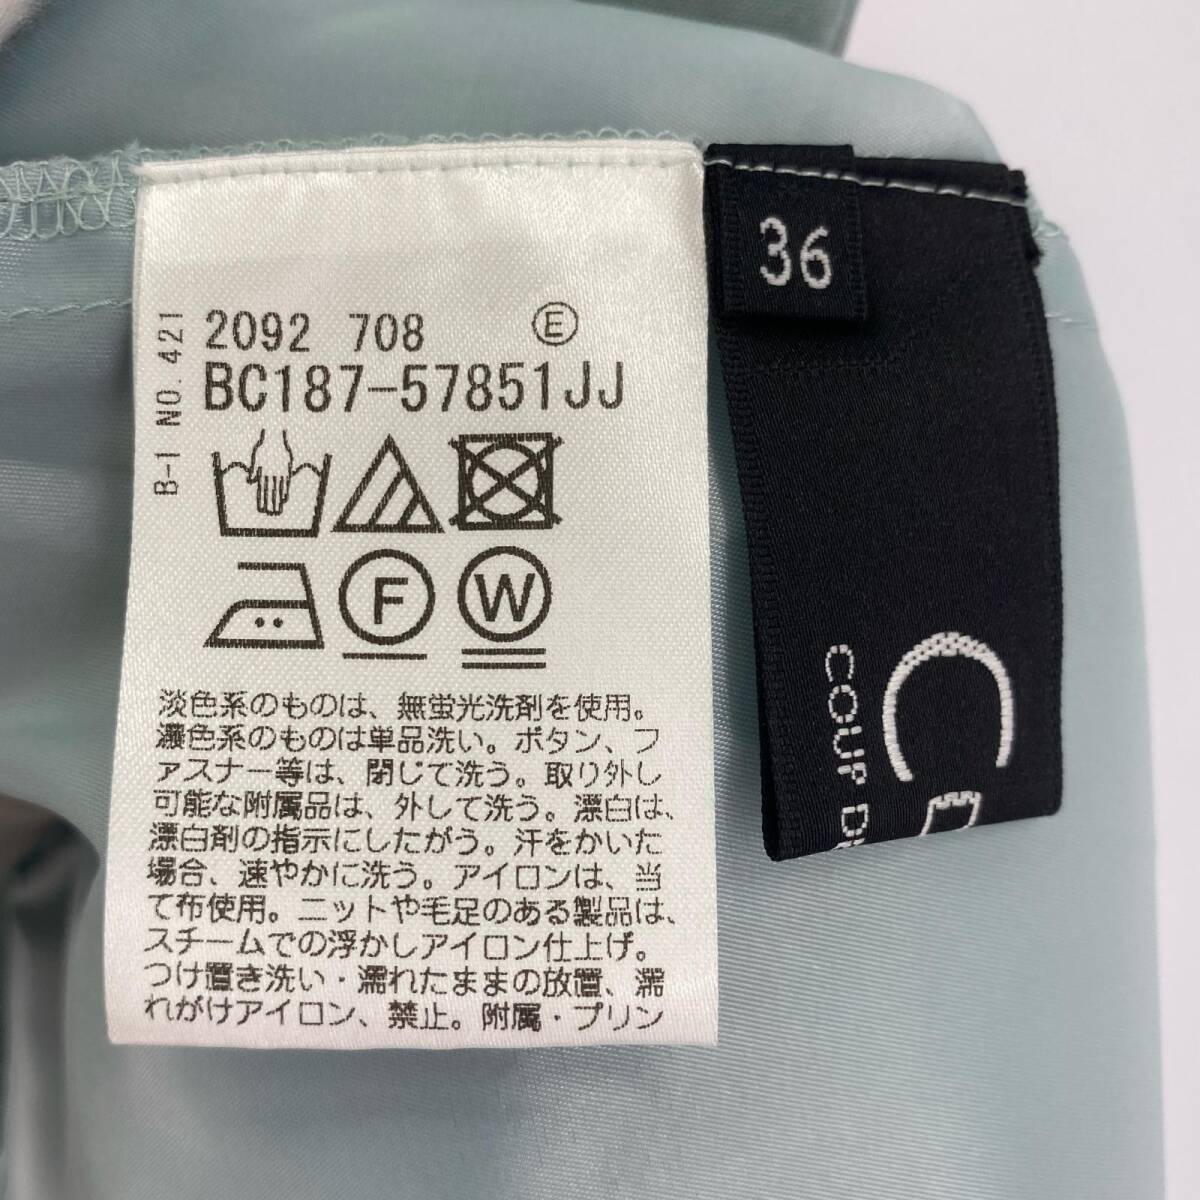 36
2092 708 Ⓔ
BC187-57851JJ
B-1 NO.421
F
W
淡色系のものは、無蛍光洗剤を使用。
濃色系のものは単品洗い。ボタン、フ
ァスナー等は、閉じて洗う。取り外し
可能な附属品は、外して洗う。漂白は、
漂白剤の指示にしたがう。汗をかいた
場合、速やかに洗う。アイロンは、当
て布使用。ニットや毛足のある製品は、
スチームでの浮かしアイロン仕上げ。
つけ置き洗い・濡れたままの放置、濡
れがけアイロン、禁止。附属・プリン
C
COUP D